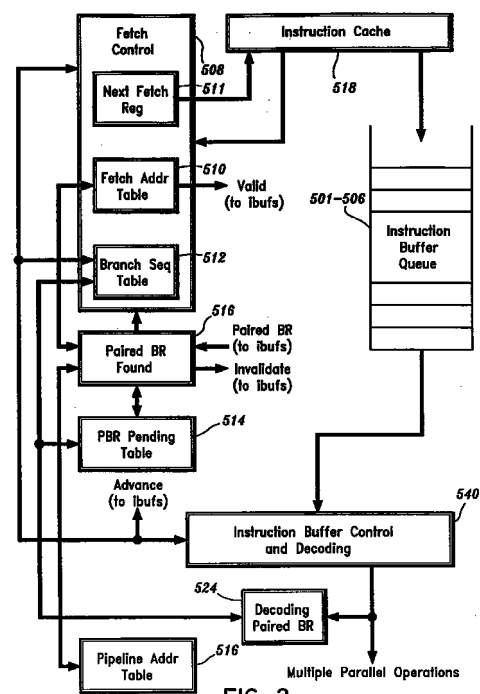 Fetch
Control
508
Instruction Cache
518
Next Fetch
Reg
511
Fetch Addr
Table
510
Valid
(to ibufs)
501-506
Instruction
Buffer
Queue
Branch Seq
Table
512
516
Paired BR
Found
Paired BR
(to ibufs)
Invalidate
(to ibufs)
PBR Pending
Table
514
Advance
(to ibufs)
540
Instruction Buffer Control
and Decoding
524
Decoding
Paired BR
Pipeline Addr
Table
516
Multiple Parallel Operations